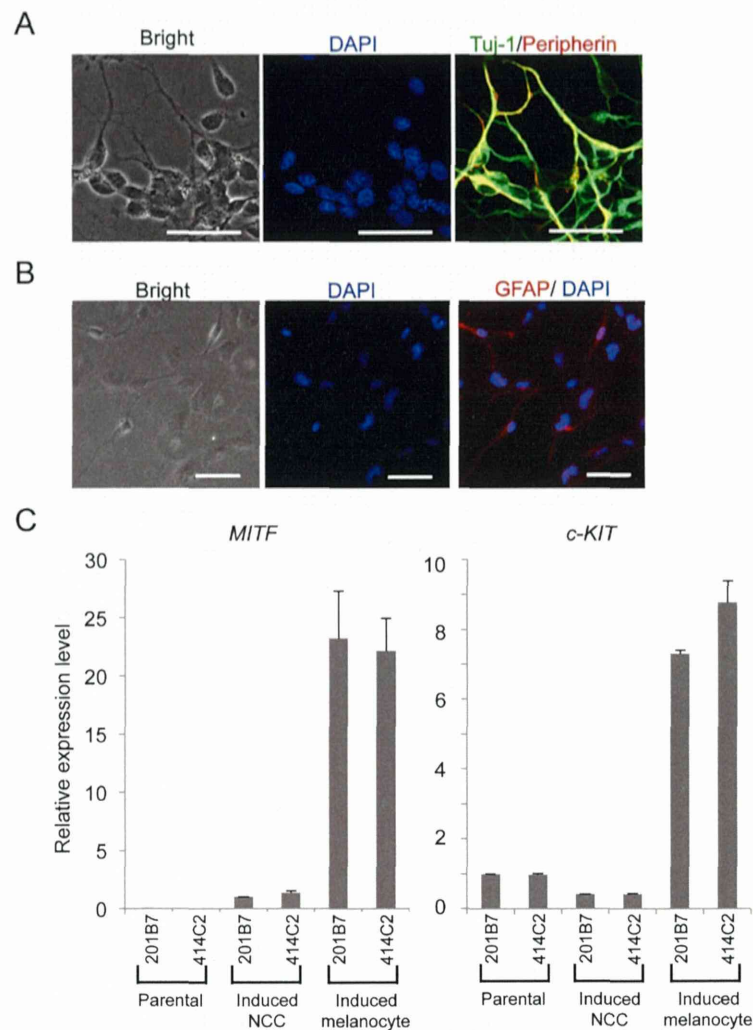 A
Bright
DAPI
Tuj-1/Peripherin
B
Bright
DAPI
GFAP/ DAPI
C
MITF
c-KIT
Relative expression level
30
25
20
15
10
5
0
10
8
6
4
2
0
201B7
414C2
201B7
414C2
201B7
414C2
201B7
414C2
201B7
414C2
201B7
414C2
Parental
Induced
NCC
Induced
melanocyte
Parental
Induced
NCC
Induced
melanocyte